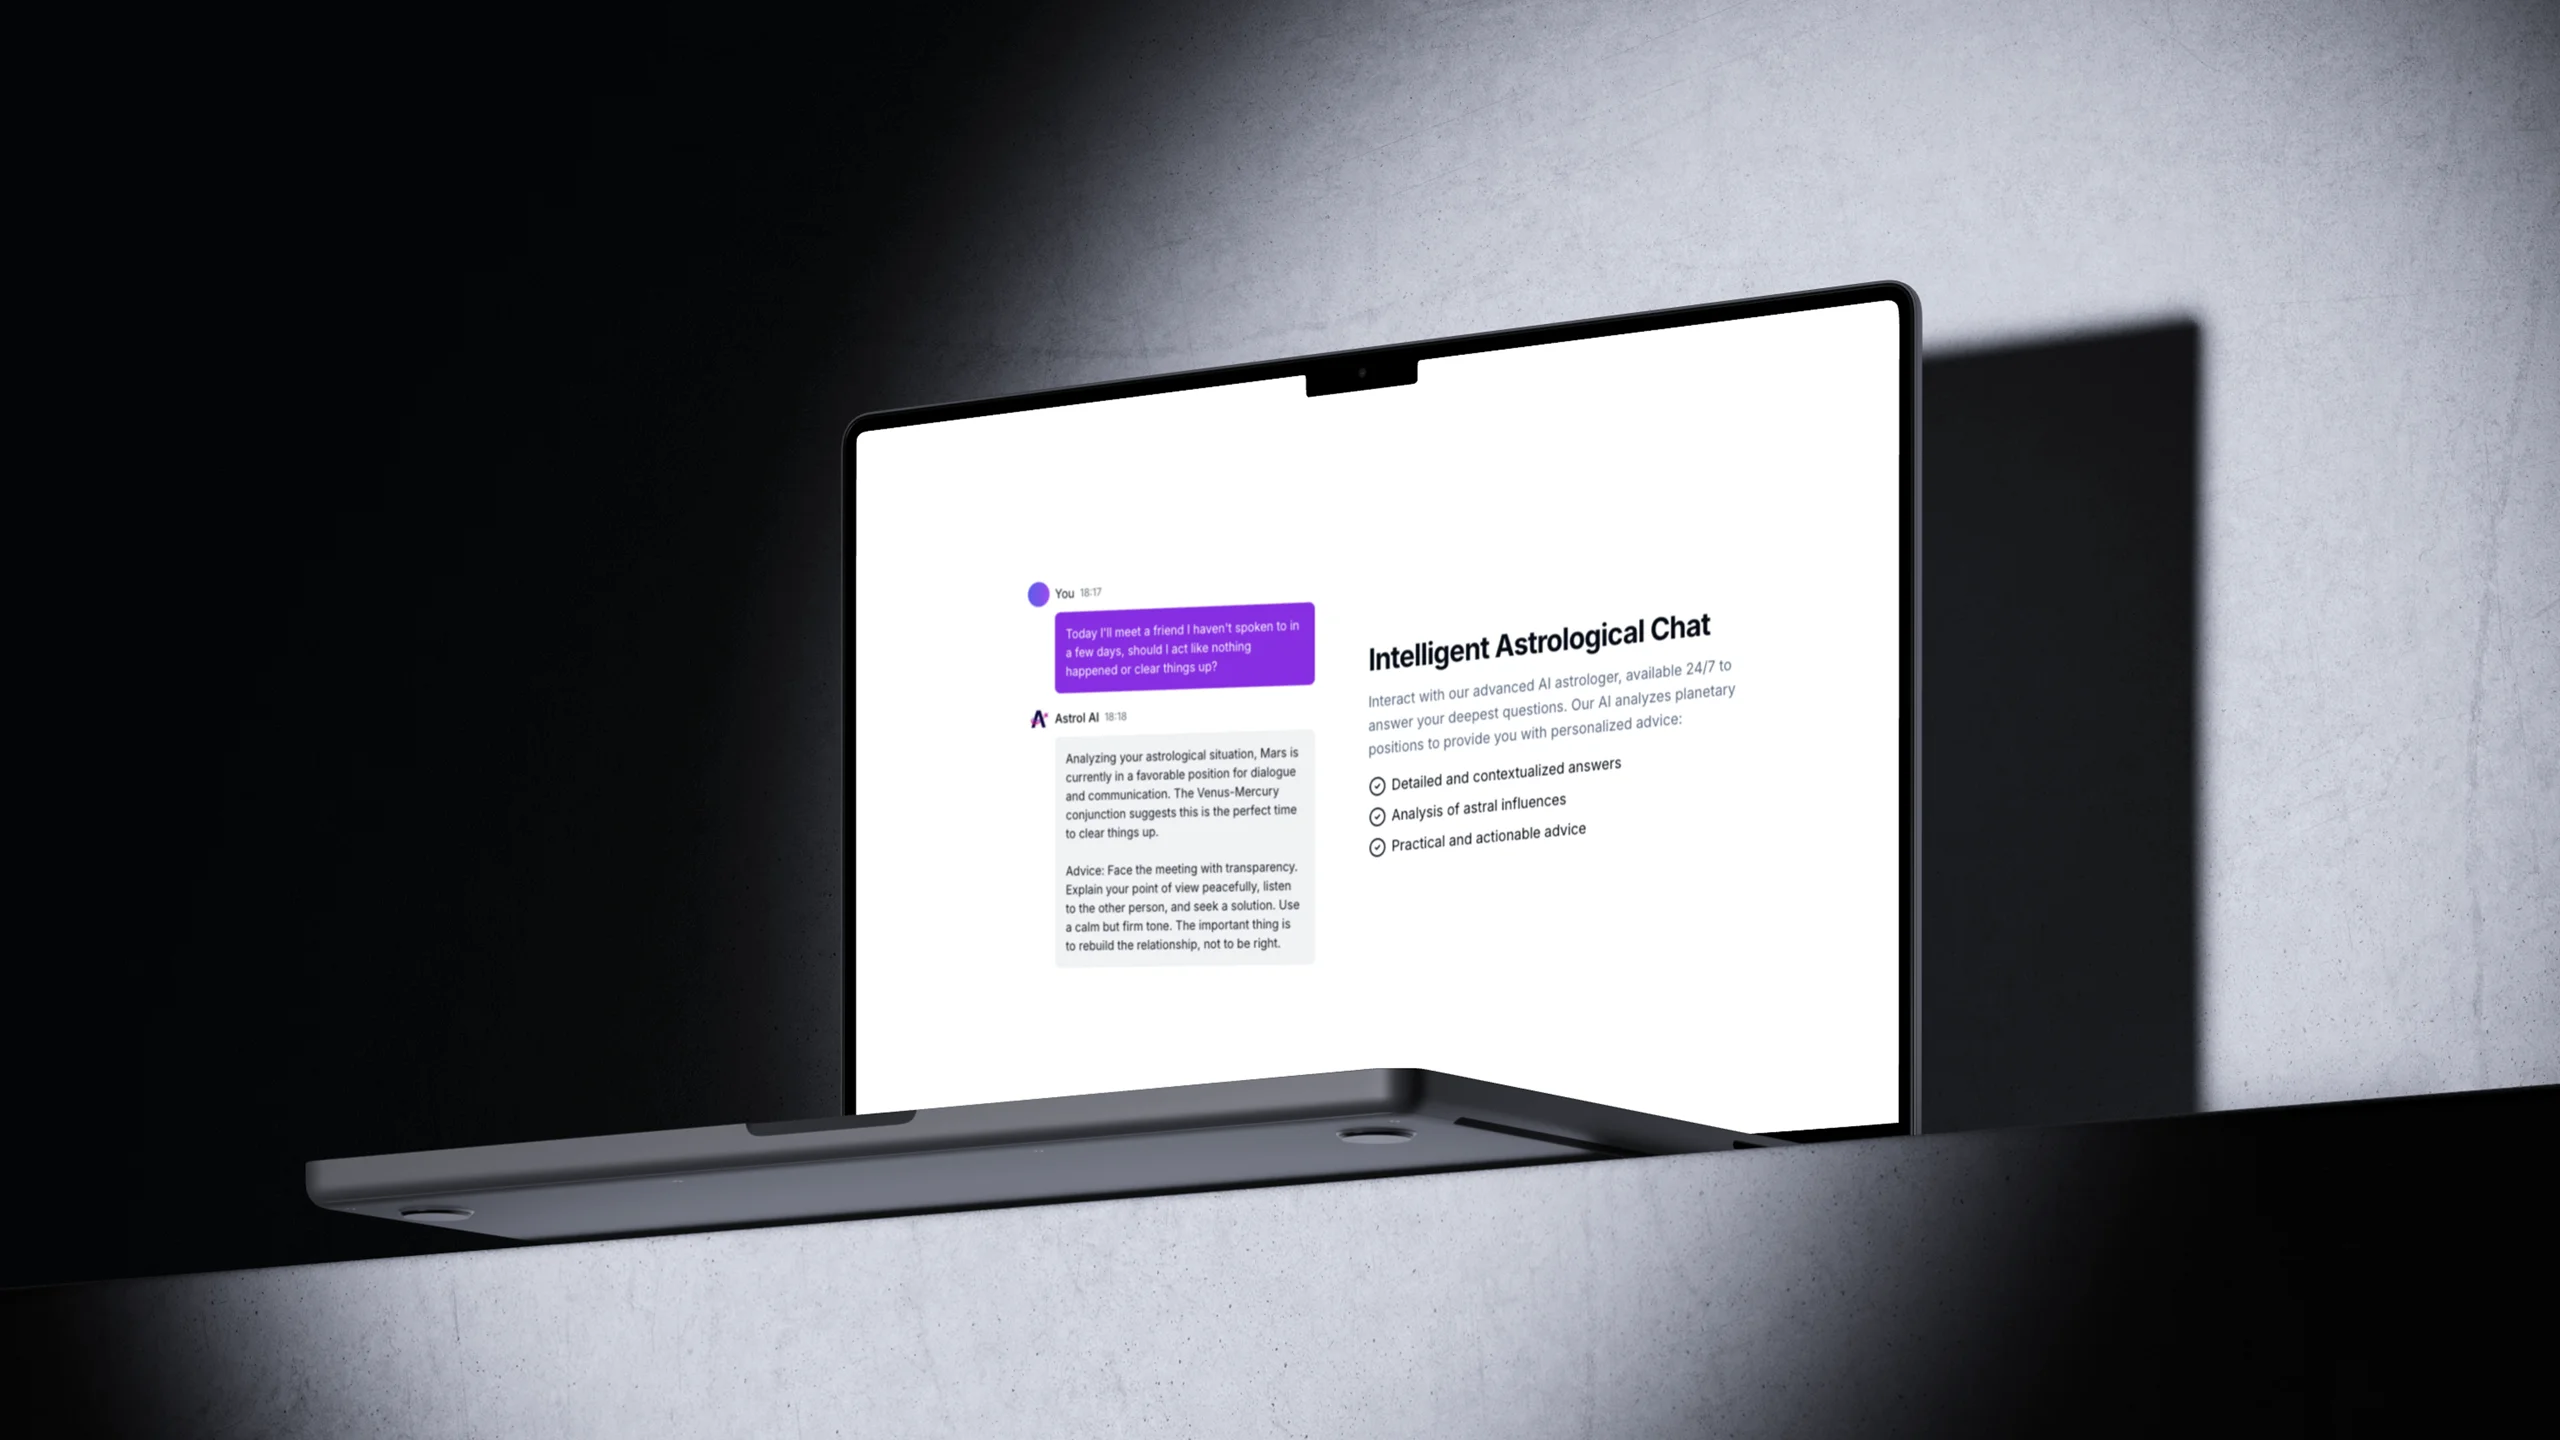 You 18:17
Today I'll meet a friend I haven't spoken to in
a few days, should I act like nothing
happened or clear things up?
Astrol AI 18:18
Analyzing your astrological situation, Mars is
currently in a favorable position for dialogue
and communication. The Venus-Mercury
conjunction suggests this is the perfect time
to clear things up.
Advice: Face the meeting with transparency.
Explain your point of view peacefully, listen
to the other person, and seek a solution. Use
a calm but firm tone. The important thing is
to rebuild the relationship, not to be right.
Intelligent Astrological Chat
Interact with our advanced AI astrologer, available 24/7 to
answer your deepest questions. Our AI analyzes planetary
positions to provide you with personalized advice:
Detailed and contextualized answers
Analysis of astral influences
Practical and actionable advice